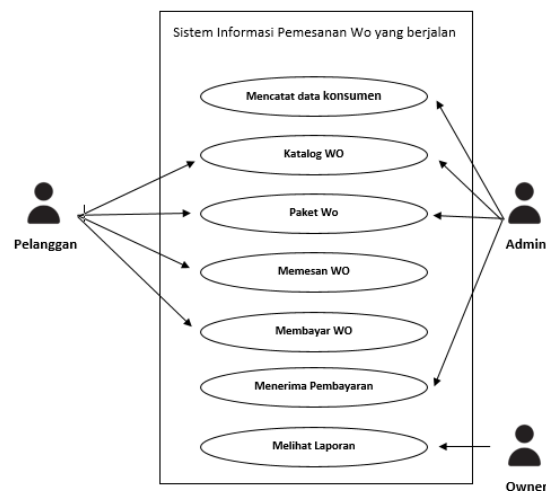 Sistem Informasi Pemesanan Wo yang berjalan
Mencatat data konsumen
Katalog WO
Paket Wo
Pelanggan
Admin
Memesan WO
Membayar WO
Menerima Pembayaran
Melihat Laporan
Owner